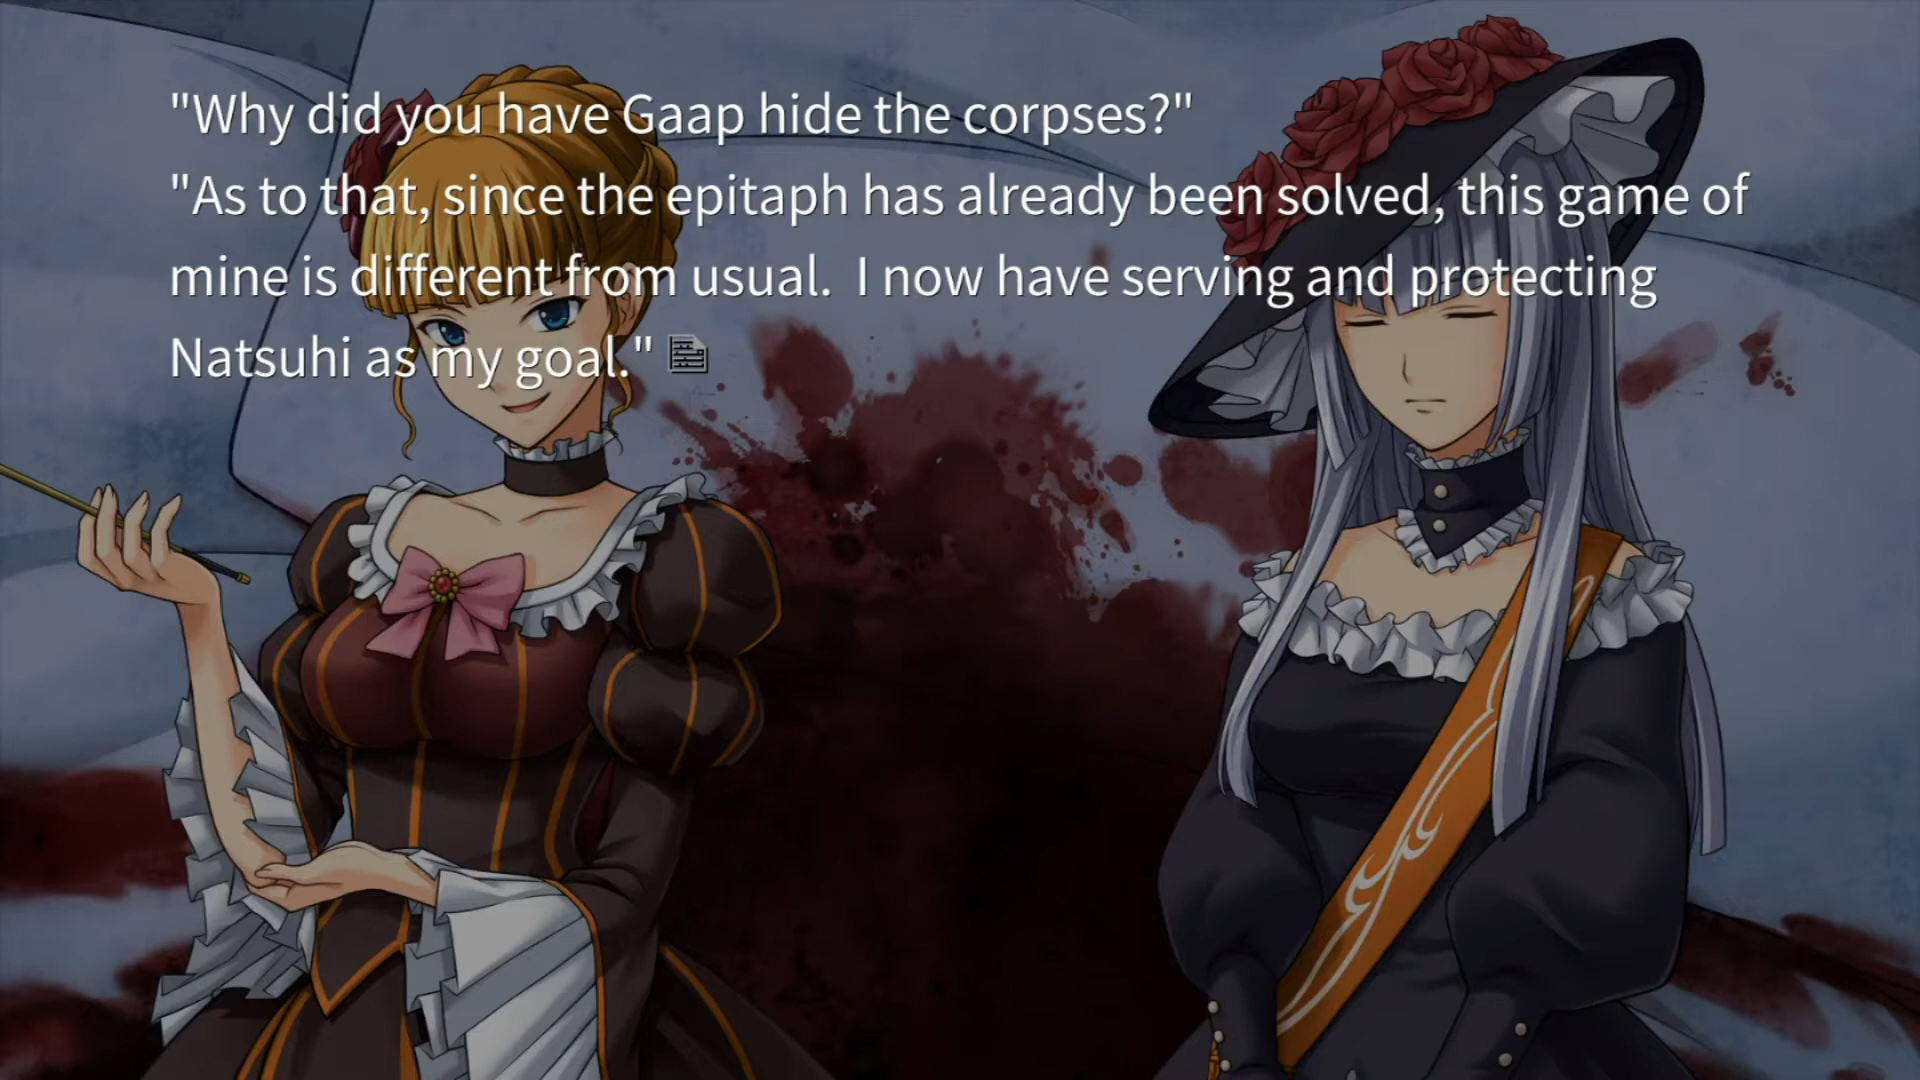 "Why did you have Gaap hide the corpses?"
"As to that, since the epitaph has already been solved, this game of
mine is different from usual.  I now have serving and protecting
Natsuhi as my goal."